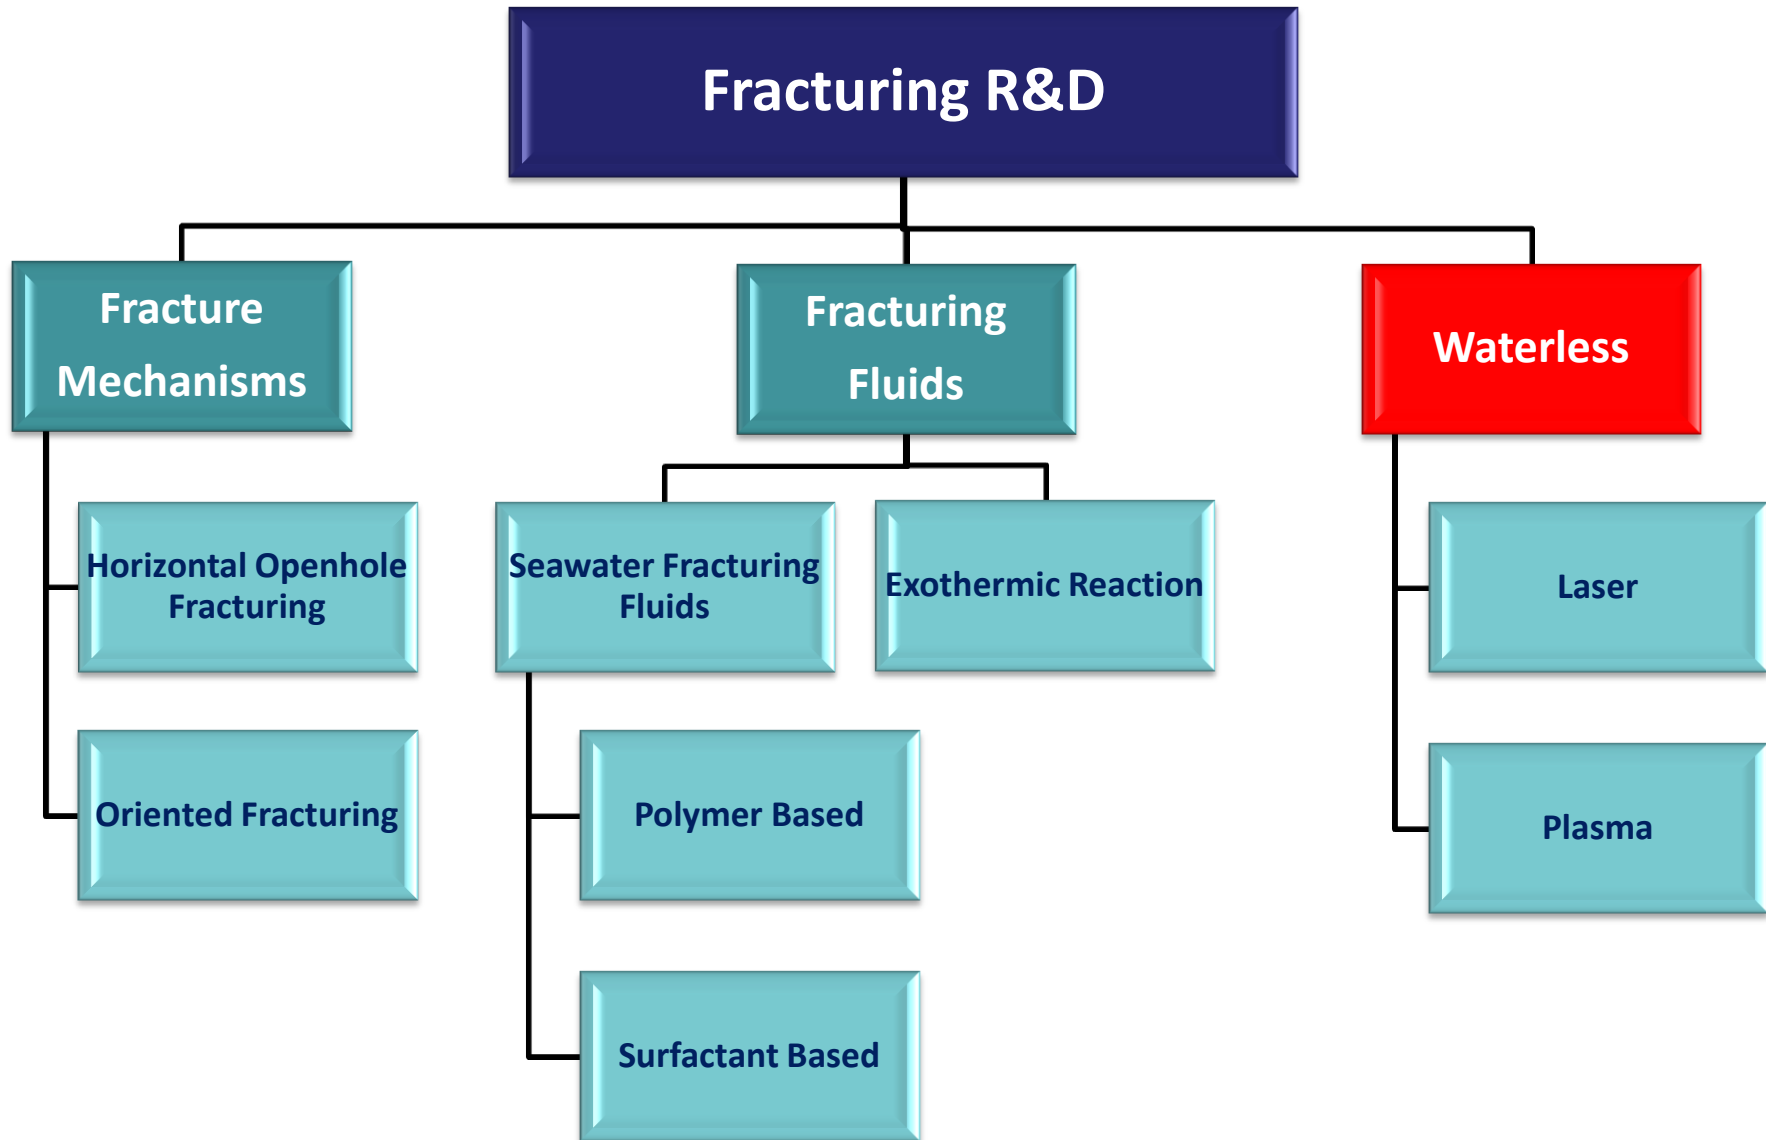 Fracturing R&D
Fracture
Mechanisms
Fracturing
Fluids
Waterless
Horizontal Openhole
Fracturing
Seawater Fracturing
Fluids
Exothermic Reaction
Laser
Oriented Fracturing
Polymer Based
Plasma
Surfactant Based